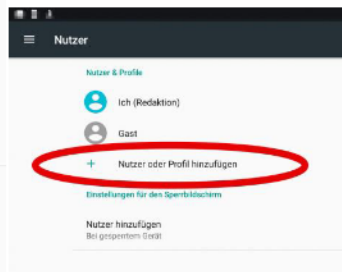 Nutzer
Nutzer & Profile
Ich (Redaktion)
Gast
+ Nutzer oder Profil hinzufügen
Einstellungen für den Sperrbildschirm
Nutzer hinzufügen
Bei gesperrtem Gerät